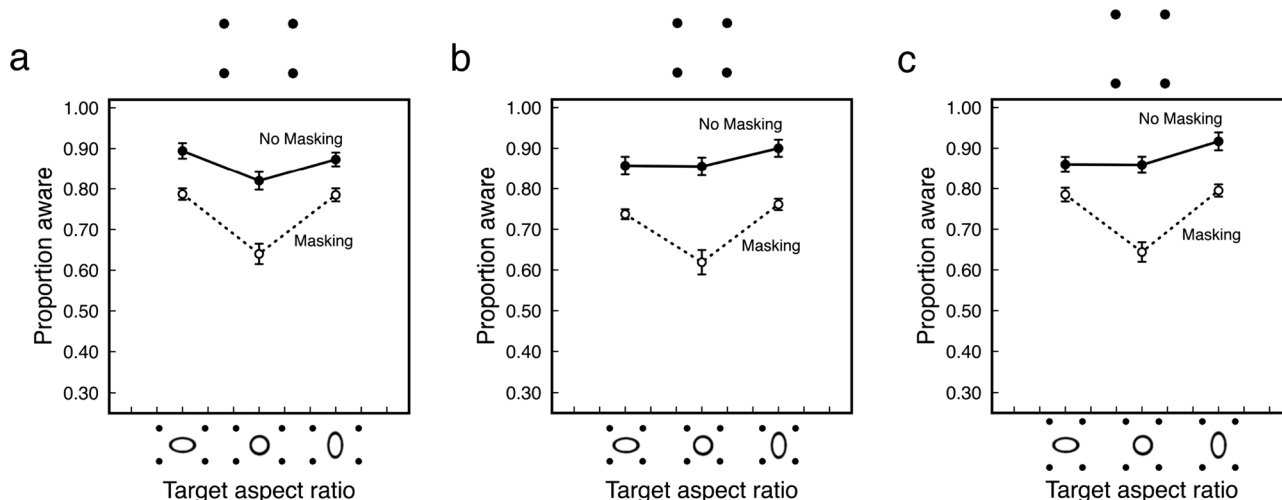 a
Proportion aware
1.00
0.90
0.80
0.70
0.60
0.50
0.40
0.30
No Masking
Masking
Target aspect ratio
b
Proportion aware
1.00
0.90
0.80
0.70
0.60
0.50
0.40
0.30
No Masking
Masking
Target aspect ratio
c
Proportion aware
1.00
0.90
0.80
0.70
0.60
0.50
0.40
0.30
No Masking
Masking
Target aspect ratio